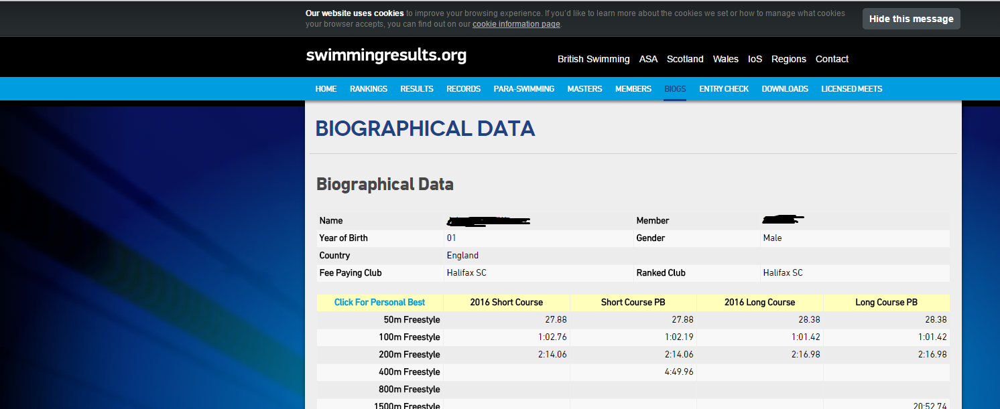 Our website uses cookies to improve your browsing experience. If you'd like to learn more about the cookies we set or how to manage what cookies
your browser accepts, you can find out on our cookie information page.
Hide this message
swimmingresults.org
British Swimming ASA Scotland Wales IoS Regions Contact
HOME RANKINGS RESULTS RECORDS PARA-SWIMMING MASTERS MEMBERS BIOGS ENTRY CHECK DOWNLOADS LICENSED MEETS
BIOGRAPHICAL DATA
Biographical Data
Name Member
Year of Birth 01 Gender Male
Country England
Fee Paying Club Halifax SC Ranked Club Halifax SC
Click For Personal Best 2016 Short Course Short Course PB 2016 Long Course Long Course PB
50m Freestyle 27.88 27.88 28.38 28.38
100m Freestyle 1:02.76 1:02.19 1:01.42 1:01.42
200m Freestyle 2:14.06 2:14.06 2:16.98 2:16.98
400m Freestyle 4:49.96
800m Freestyle
1500m Freestyle 20:52.74